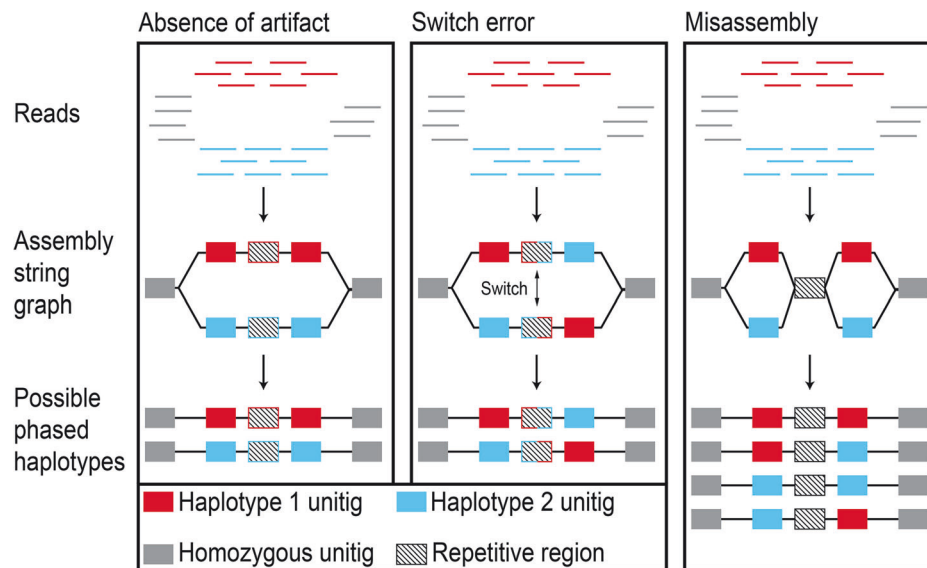 Absence of artifact
Switch error
Misassembly
Reads
Assembly
string
graph
Switch
Possible
phased
haplotypes
Haplotype 1 unitig
Haplotype 2 unitig
Homozygous unitig
Repetitive region